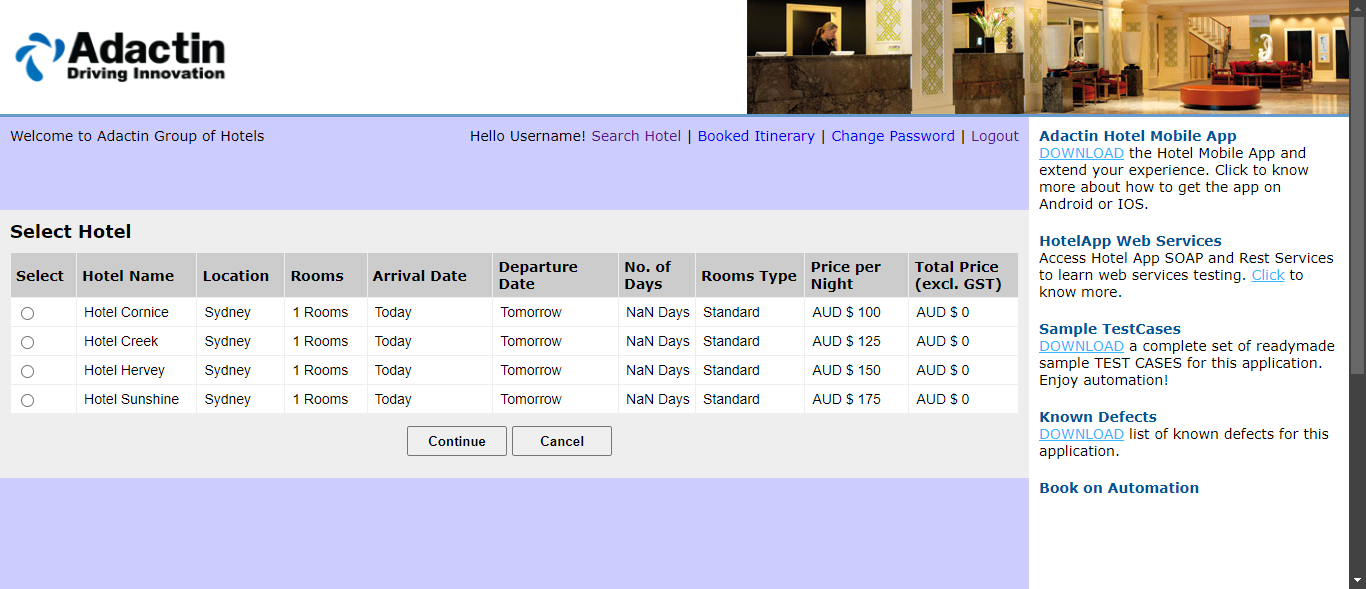 Adactin
Driving Innovation
Welcome to Adactin Group of Hotels
Hello Username! Search Hotel | Booked Itinerary | Change Password | Logout
Select Hotel
Select Hotel Name Location Rooms Arrival Date Departure Date No. of Days Rooms Type Price per Night Total Price (excl. GST)
Hotel Cornice Sydney 1 Rooms Today Tomorrow NaN Days Standard AUD $ 100 AUD $ 0
Hotel Creek Sydney 1 Rooms Today Tomorrow NaN Days Standard AUD $ 125 AUD $ 0
Hotel Hervey Sydney 1 Rooms Today Tomorrow NaN Days Standard AUD $ 150 AUD $ 0
Hotel Sunshine Sydney 1 Rooms Today Tomorrow NaN Days Standard AUD $ 175 AUD $ 0
Continue Cancel
Adactin Hotel Mobile App
DOWNLOAD the Hotel Mobile App and
extend your experience. Click to know
more about how to get the app on
Android or IOS.
HotelApp Web Services
Access Hotel App SOAP and Rest Services
to learn web services testing. Click to
know more.
Sample TestCases
DOWNLOAD a complete set of readymade
sample TEST CASES for this application.
Enjoy automation!
Known Defects
DOWNLOAD list of known defects for this
application.
Book on Automation